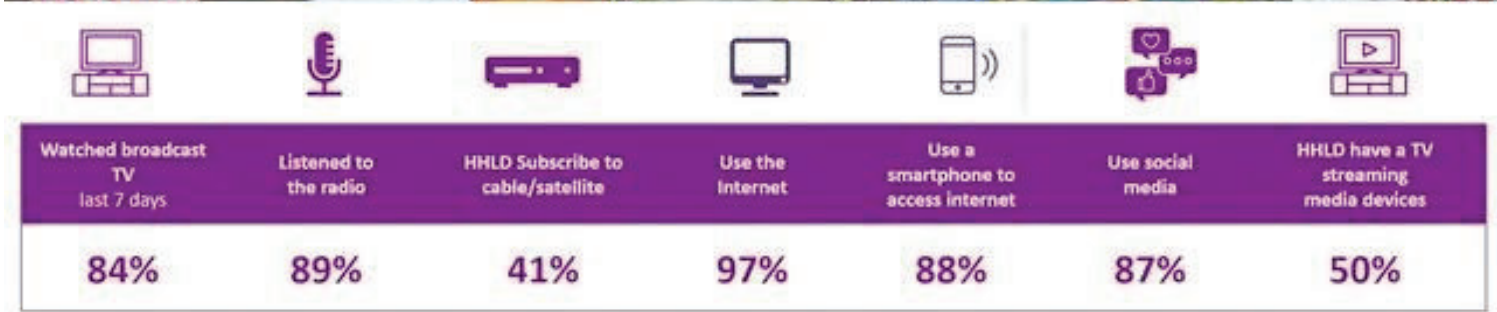 Watched broadcast
TV
last 7 days
Listened to
the radio
HHLD Subscribe to
cable/satellite
Use the
Internet
Use a
smartphone to
access internet
Use social
media
HHLD have a TV
streaming
media devices
84%
89%
41%
97%
88%
87%
50%